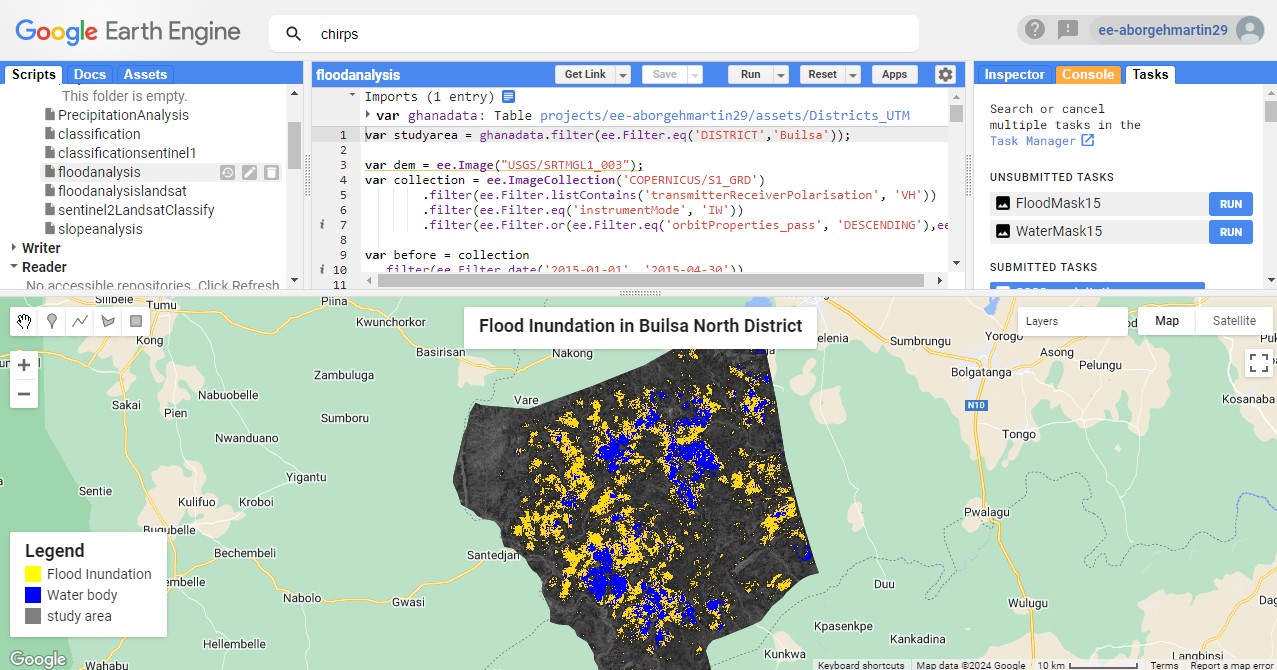 Google Earth Engine
chirps
ee-aborgehmartin29
Scripts Docs Assets
This folder is empty.
PrecipitationAnalysis
classification
classificationsentinel1
floodanalysis
floodanalysislandsat
sentinel2LandsatClassify
slopeanalysis
Writer
Reader
No accessible repositories. Click Refresh
floodanalysis
Get Link Save Run Reset Apps
Imports (1 entry)
var ghanadata: Table projects/ee-aborgehmartin29/assets/Districts_UTM
1 var studyarea = ghanadata.filter(ee.Filter.eq('DISTRICT','Builsa'));
2
3 var dem = ee.Image("USGS/SRTMGL1_003");
4 var collection = ee.ImageCollection('COPERNICUS/S1_GRD')
5 .filter(ee.Filter.listContains('transmitterReceiverPolarisation', 'VH'))
6 .filter(ee.Filter.eq('instrumentMode', 'IW'))
i 7 .filter(ee.Filter.or(ee.Filter.eq('orbitProperties_pass', 'DESCENDING'),ee
8
9 var before = collection
i 10 .filter(ee.Filter.date('2015-01-01', '2015-04-30'))
11
Inspector Console Tasks
Search or cancel
multiple tasks in the
Task Manager
UNSUBMITTED TASKS
FloodMask15 RUN
WaterMask15 RUN
SUBMITTED TASKS
Flood Inundation in Builsa North District
Layers
Map Satellite
Tumu
Piina
Kwunchorkor
Kong
Basirisan
Nakong
elenia
Sumbrungu
Yorogo
Asong
Pelungu
Bolgatanga
Kosanaba
Zambuluga
Nabuobelle
Sakai
Pien
Sumboru
Vare
N10
Tongo
Nwanduano
Yigantu
Sentie
Kulifuo
Kroboi
Pwalagu
Bugubelle
Bechembeli
Santedjan
embelle
Nabolo
Gwasi
Duu
Wulugu
Kpasenkpe
Kankadina
Hellembelle
Kunkwa
Langbinsi
Wahabu
Legend
Flood Inundation
Water body
study area
Google
Keyboard shortcuts Map data ©2024 Google 10 km Terms Report a map error